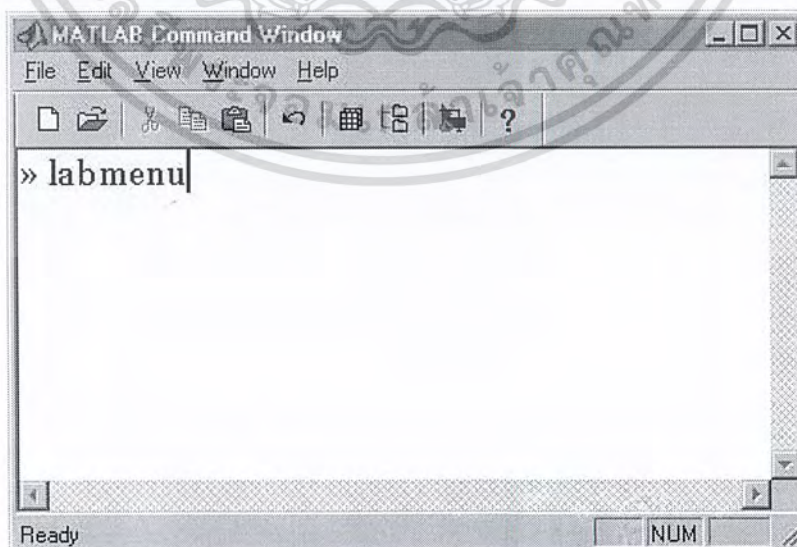 MATLAB Command Window
File Edit View Window Help
?
» labmenu
Ready NUM